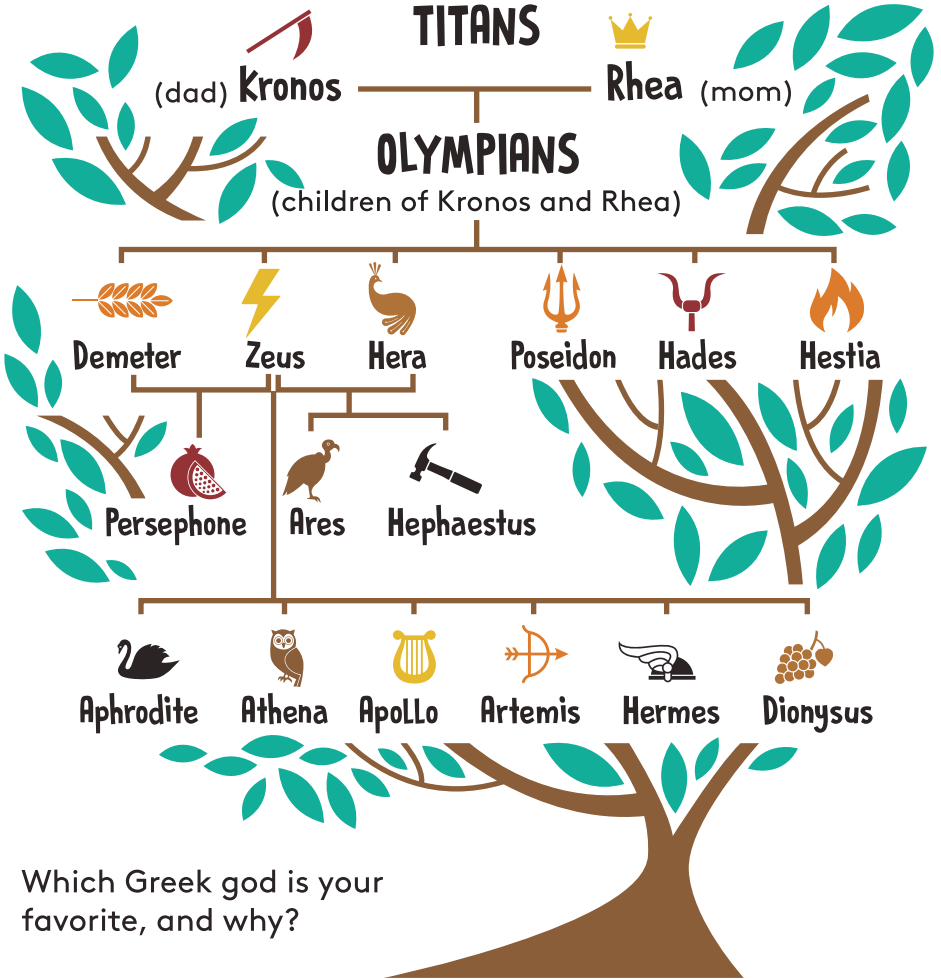 TITANS
(dad) Kronos
Rhea (mom)
OLYMPIANS
(children of Kronos and Rhea)
Demeter
Zeus
Hera
Poseidon
Hades
Hestia
Persephone
Ares
Hephaestus
Aphrodite
Athena
Apollo
Artemis
Hermes
Dionysus
Which Greek god is your
favorite, and why?